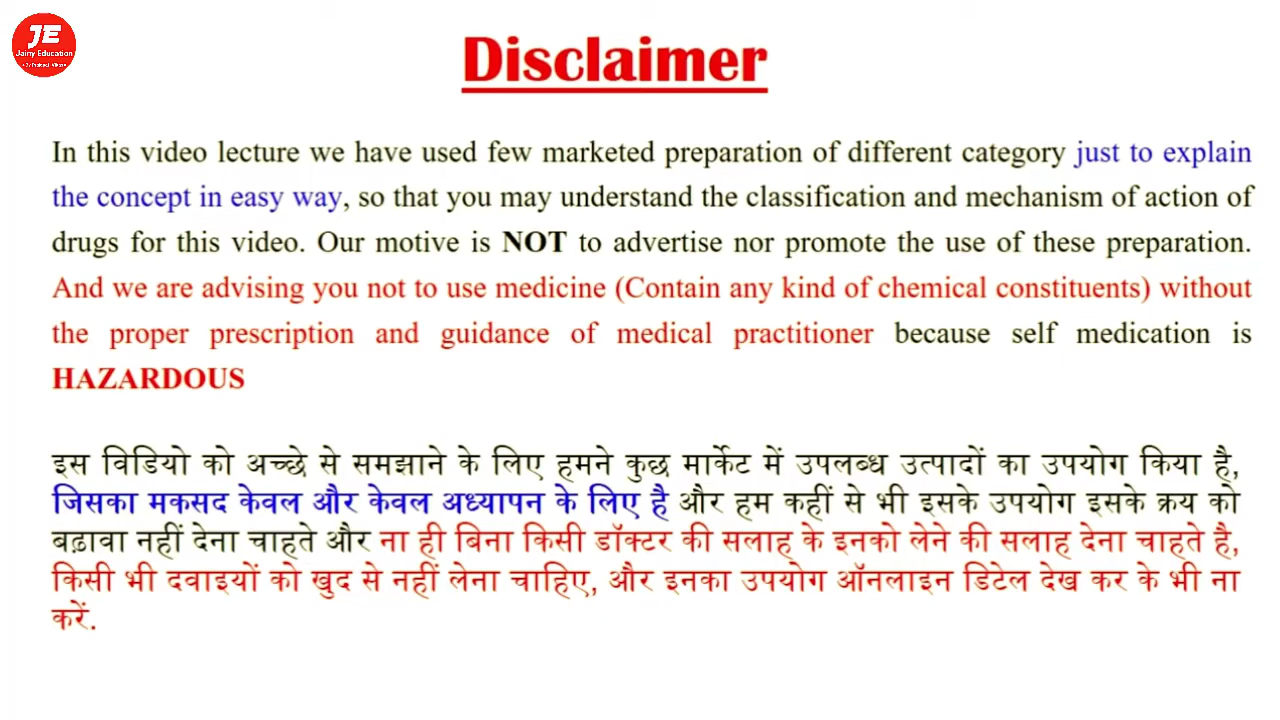 JE
Jainy Education
Disclaimer
In this video lecture we have used few marketed preparation of different category just to explain
the concept in easy way, so that you may understand the classification and mechanism of action of
drugs for this video. Our motive is NOT to advertise nor promote the use of these preparation.
And we are advising you not to use medicine (Contain any kind of chemical constituents) without
the proper prescription and guidance of medical practitioner because self medication is
HAZARDOUS
इस विडियो को अच्छे से समझाने के लिए हमने कुछ मार्केट में उपलब्ध उत्पादों का उपयोग किया है,
जिसका मकसद केवल और केवल अध्यापन के लिए है और हम कहीं से भी इसके उपयोग इसके क्रय को
बढ़ावा नहीं देना चाहते और ना ही बिना किसी डॉक्टर की सलाह के इनको लेने की सलाह देना चाहते है,
किसी भी दवाइयों को खुद से नहीं लेना चाहिए, और इनका उपयोग ऑनलाइन डिटेल देख कर के भी ना
करें.